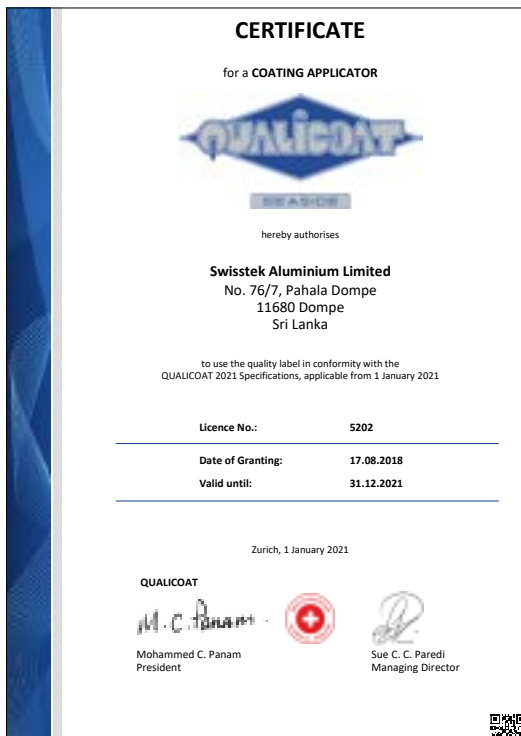 CERTIFICATE
for a COATING APPLICATOR
QUALICOAT
SEASIDE
hereby authorises
Swisstek Aluminium Limited
No. 76/7, Pahala Dompe
11680 Dompe
Sri Lanka
to use the quality label in conformity with the
QUALICOAT 2021 Specifications, applicable from 1 January 2021
Licence No.: 5202
Date of Granting: 17.08.2018
Valid until: 31.12.2021
Zurich, 1 January 2021
QUALICOAT
M.C.Panam
Mohammed C. Panam
President
Sue C. C. Paredi
Managing Director